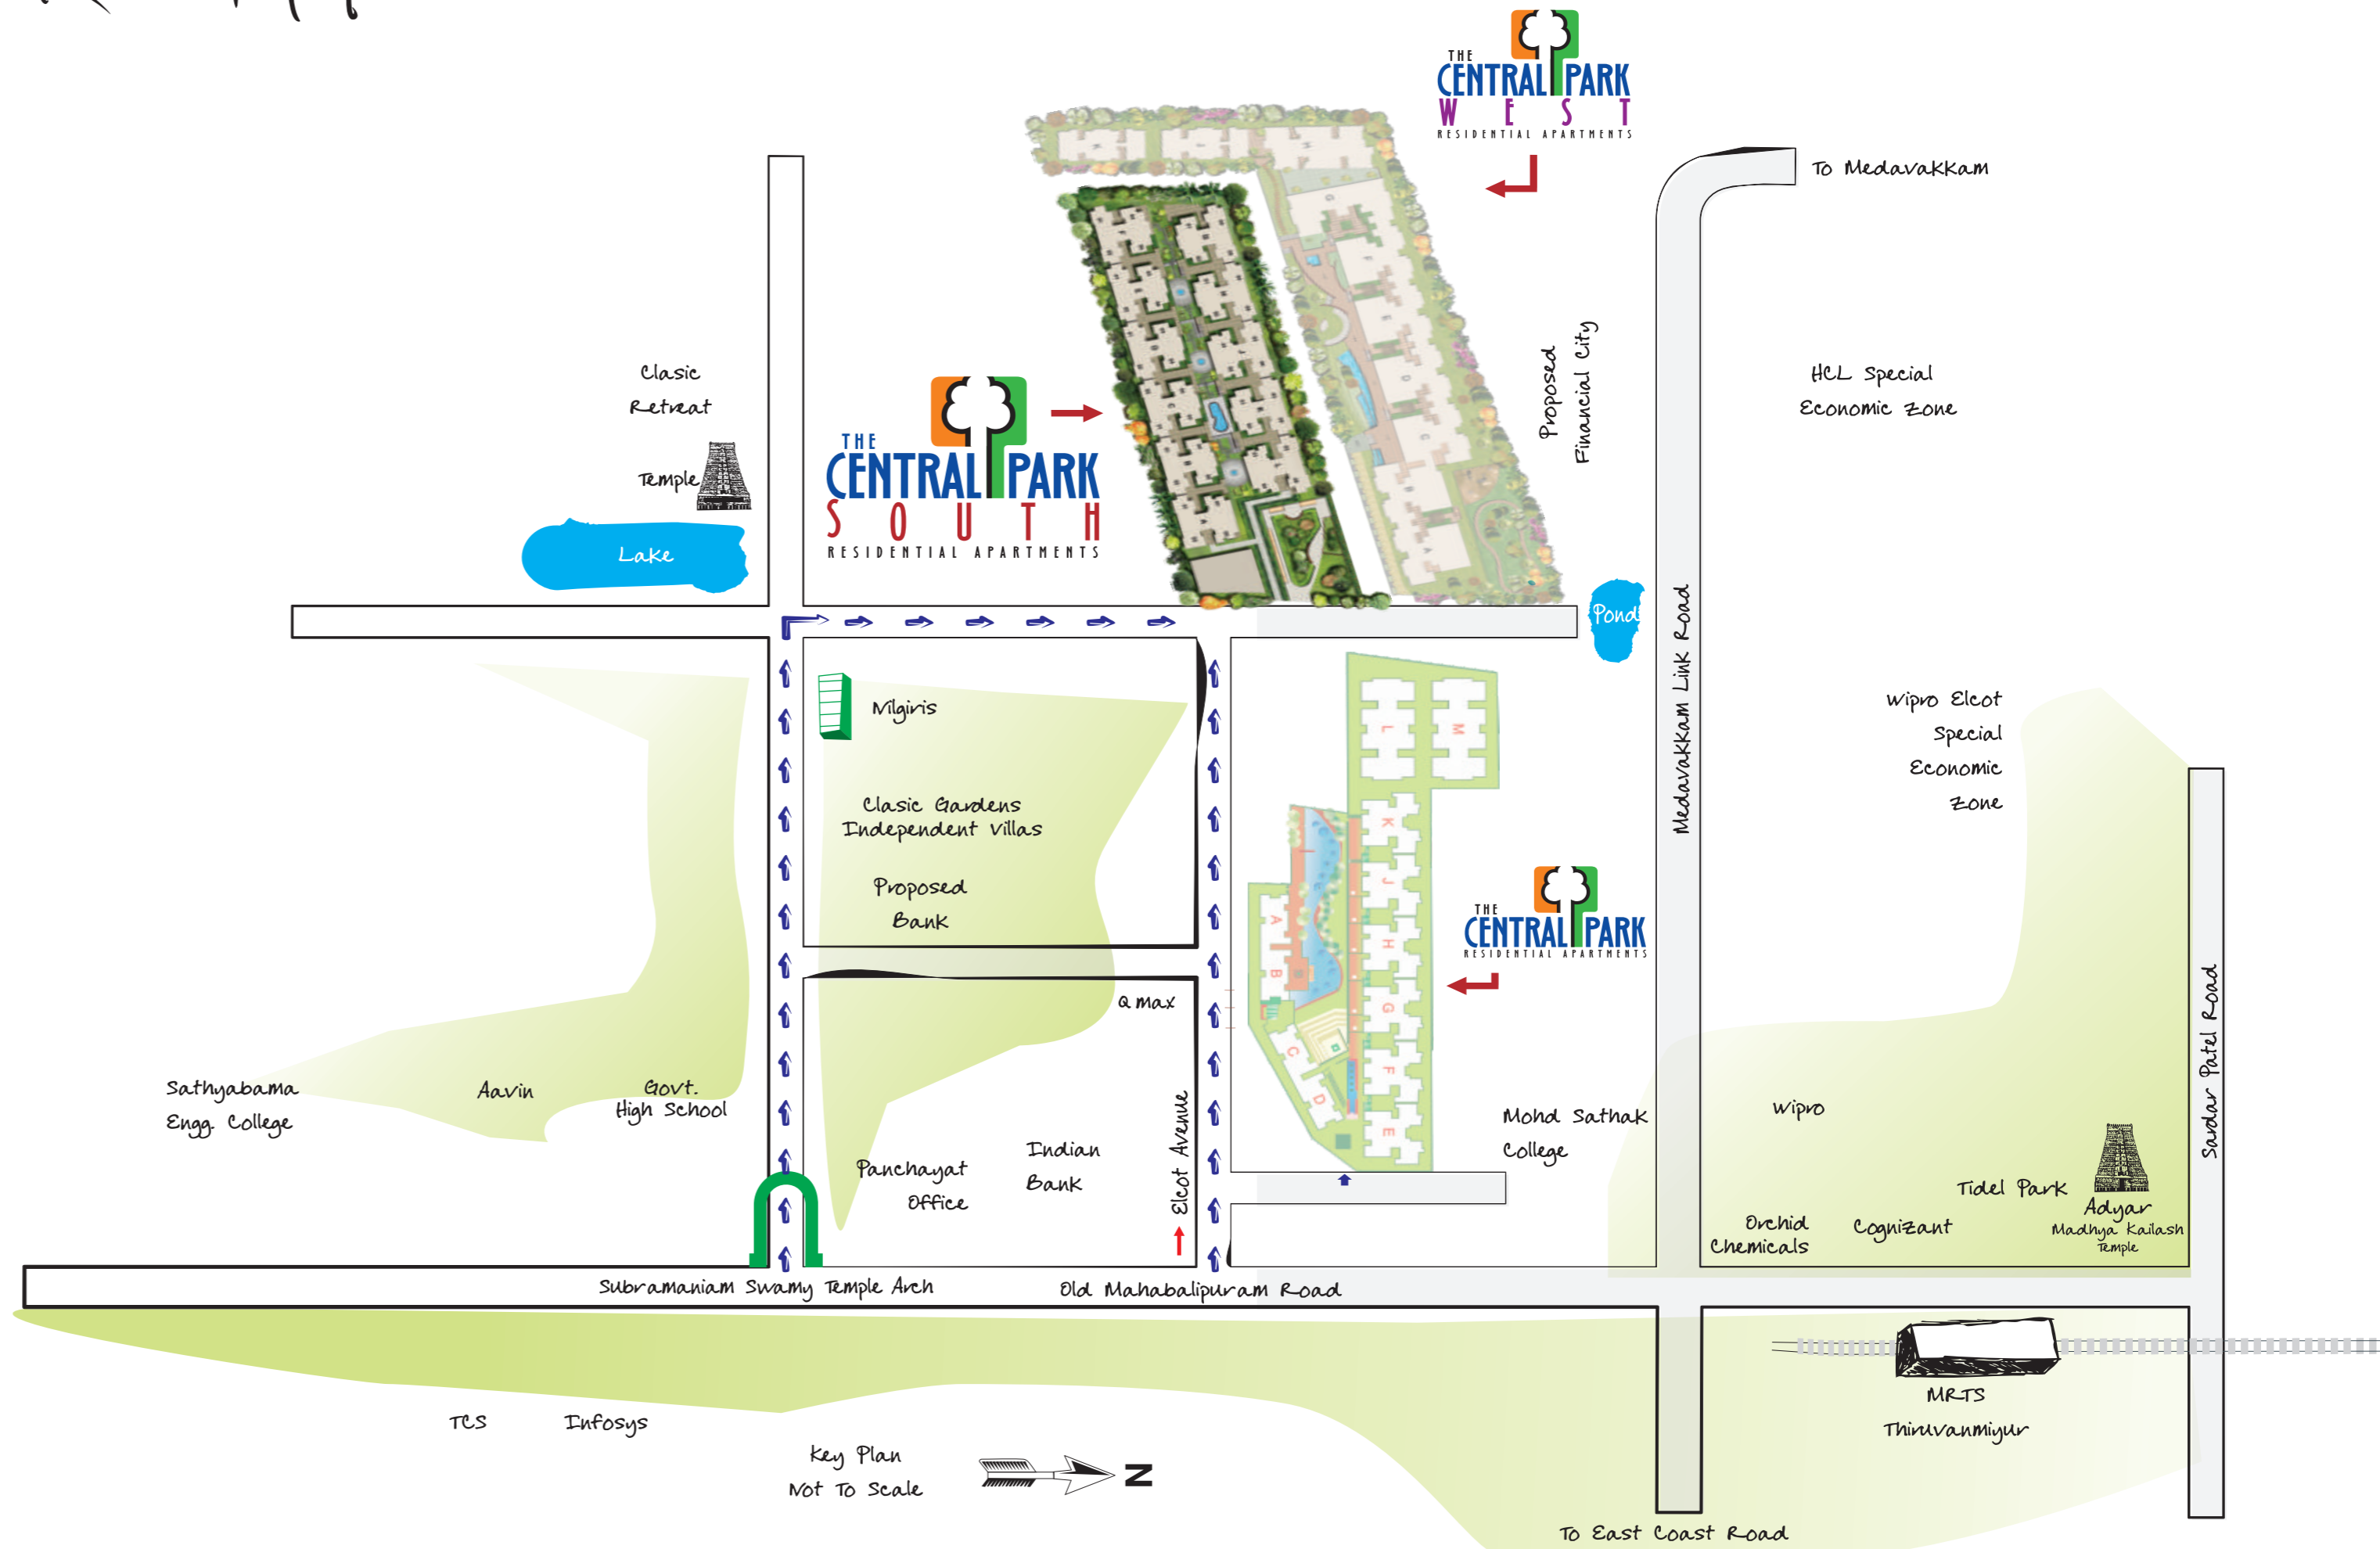 THE
CENTRAL PARK
WEST
RESIDENTIAL APARTMENTS
To Medavakkam
Proposed
Financial City
HCL Special
Economic Zone
Clasic
Retreat
Temple
Lake
THE
CENTRAL PARK
SOUTH
RESIDENTIAL APARTMENTS
Pond
Medavakkam Link Road
Nilgiris
Clasic Gardens
Independent Villas
Proposed
Bank
L
M
K
J
H
G
F
E
A
B
C
D
Wipro Elcot
Special
Economic
Zone
THE
CENTRAL PARK
RESIDENTIAL APARTMENTS
Q max
Sathyabama
Engg. College
Aavin
Govt.
High School
Panchayat
Office
Indian
Bank
Elcot Avenue
Mohd Sathak
College
Wipro
Sardar Patel Road
Tidel Park
Orchid
Chemicals
Cognizant
Adyar
Madhya Kailash
Temple
Subramaniam Swamy Temple Arch
Old Mahabalipuram Road
TCS
Infosys
MRTS
Thiruvanmiyur
Key Plan
Not To Scale
N
To East Coast Road